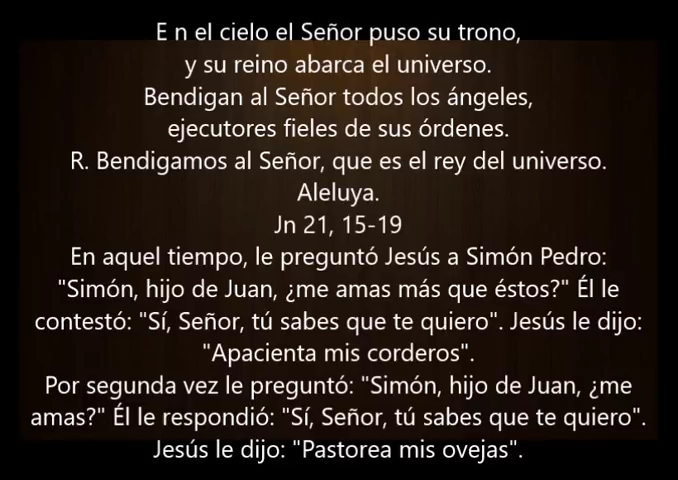 E n el cielo el Señor puso su trono,
y su reino abarca el universo.
Bendigan al Señor todos los ángeles,
ejecutores fieles de sus órdenes.
R. Bendigamos al Señor, que es el rey del universo.
Aleluya.
Jn 21, 15-19
En aquel tiempo, le preguntó Jesús a Simón Pedro:
"Simón, hijo de Juan, ¿me amas más que éstos?" Él le
contestó: "Sí, Señor, tú sabes que te quiero". Jesús le dijo:
"Apacienta mis corderos".
Por segunda vez le preguntó: "Simón, hijo de Juan, ¿me
amas?" Él le respondió: "Sí, Señor, tú sabes que te quiero".
Jesús le dijo: "Pastorea mis ovejas".